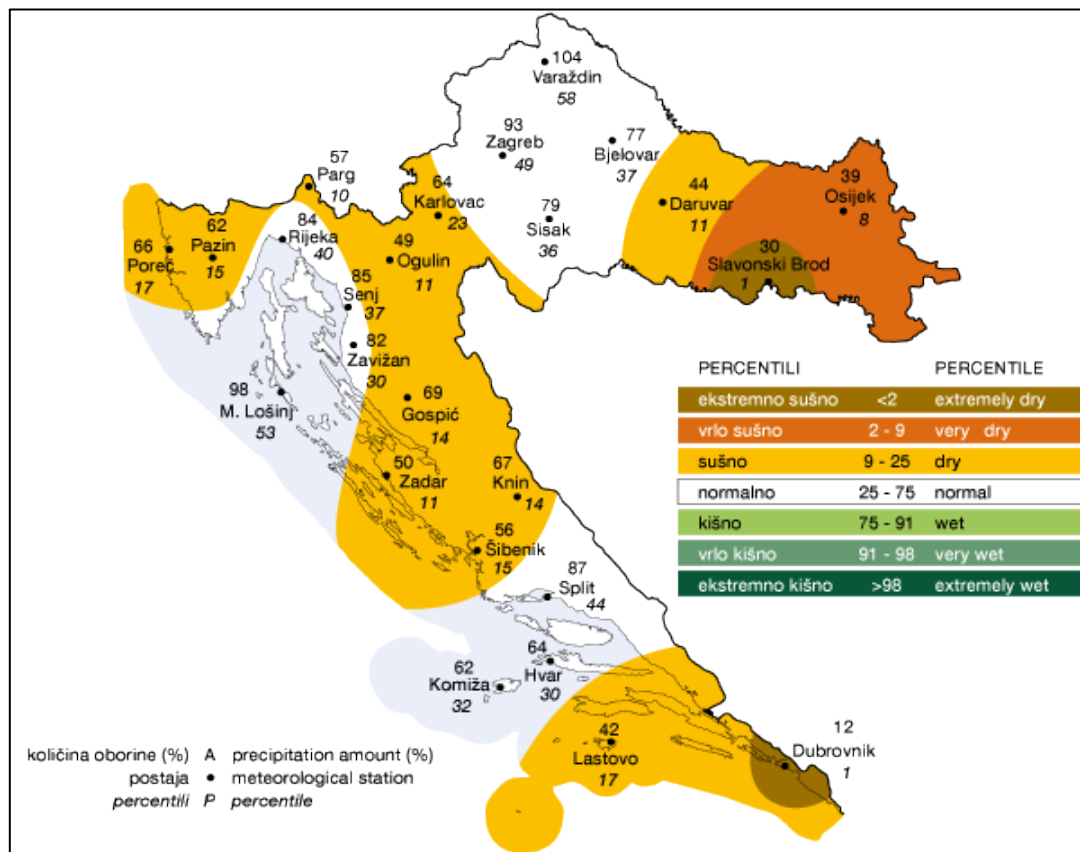 104
Varaždin
58
93
Zagreb
49
77
Bjelovar
37
57
Parg
10
64
Karlovac
23
44
Daruvar
11
39
Osijek
8
79
Sisak
36
62
Pazin
15
66
Poreč
17
84
Rijeka
40
49
Ogulin
11
30
Slavonski Brod
1
85
Senj
37
82
Zavižan
30
98
M. Lošinj
53
69
Gospić
14
50
Zadar
11
67
Knin
14
56
Šibenik
15
87
Split
44
64
Hvar
30
62
Komiža
32
42
Lastovo
17
12
Dubrovnik
1
PERCENTILI PERCENTILE
ekstremno sušno <2 extremely dry
vrlo sušno 2 - 9 very dry
sušno 9 - 25 dry
normalno 25 - 75 normal
kišno 75 - 91 wet
vrlo kišno 91 - 98 very wet
ekstremno kišno >98 extremely wet
količina oborine (%) A precipitation amount (%)
postaja ● meteorological station
percentili P percentile